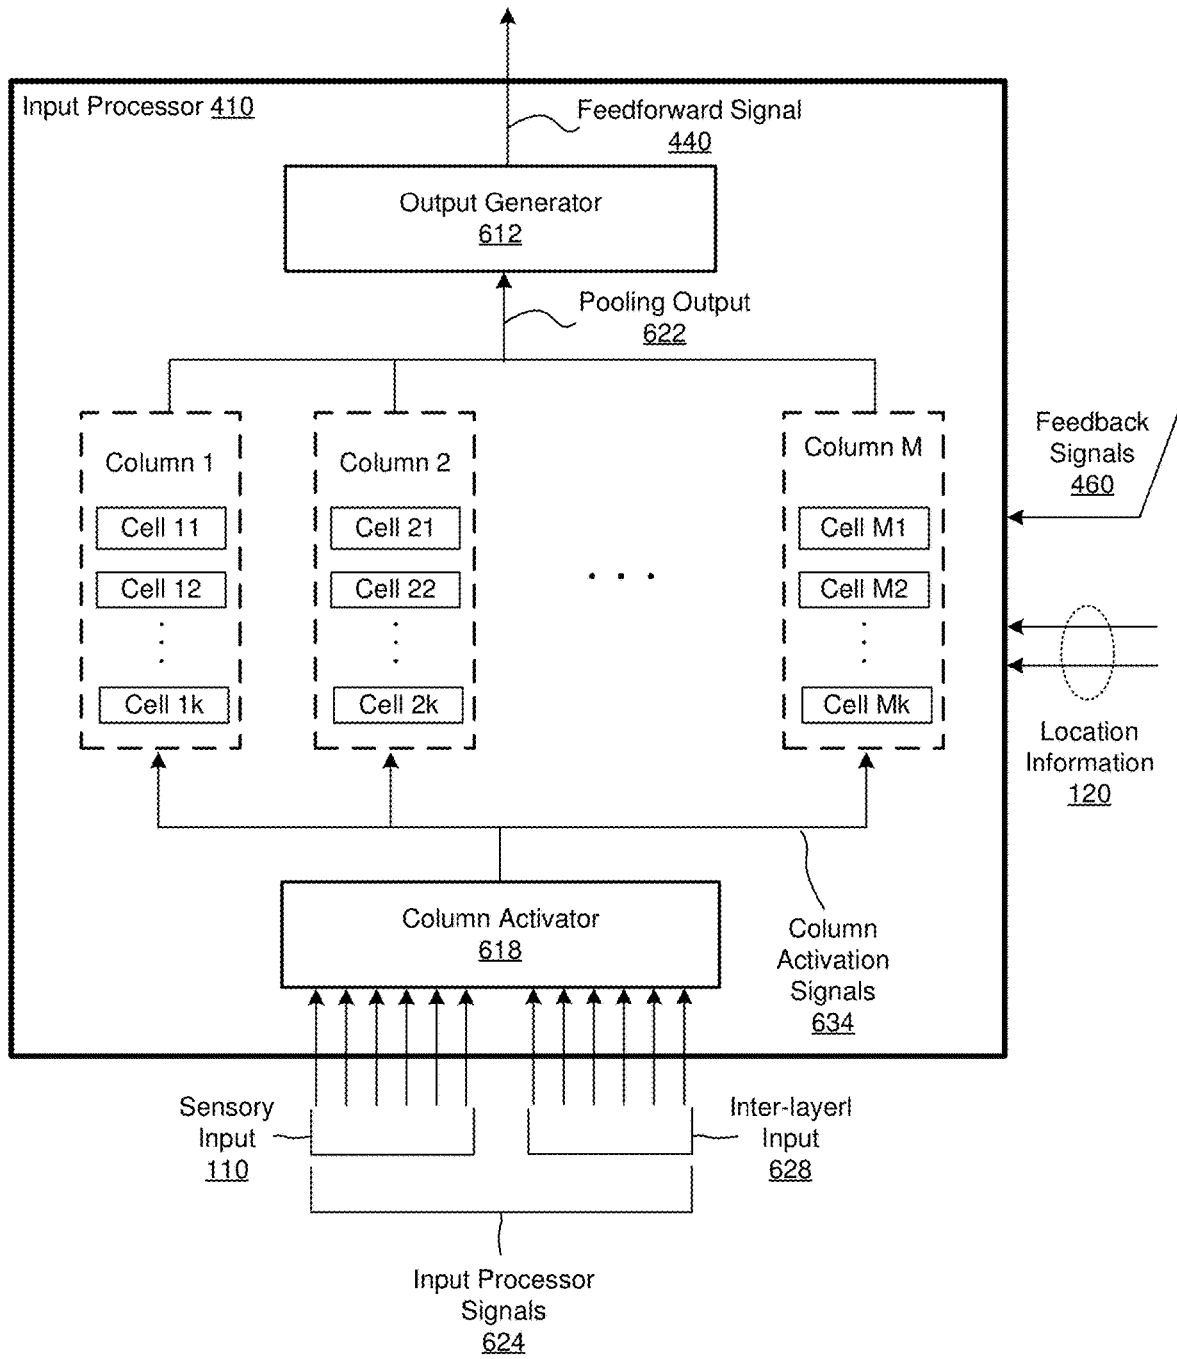 Input Processor 410
Feedforward Signal
440
Output Generator
612
Pooling Output
622
Column 1
Cell 11
Cell 12
Cell 1k
Column 2
Cell 21
Cell 22
Cell 2k
Column M
Cell M1
Cell M2
Cell Mk
Feedback
Signals
460
Location
Information
120
Column Activator
618
Column
Activation
Signals
634
Sensory
Input
110
Inter-layerl
Input
628
Input Processor
Signals
624